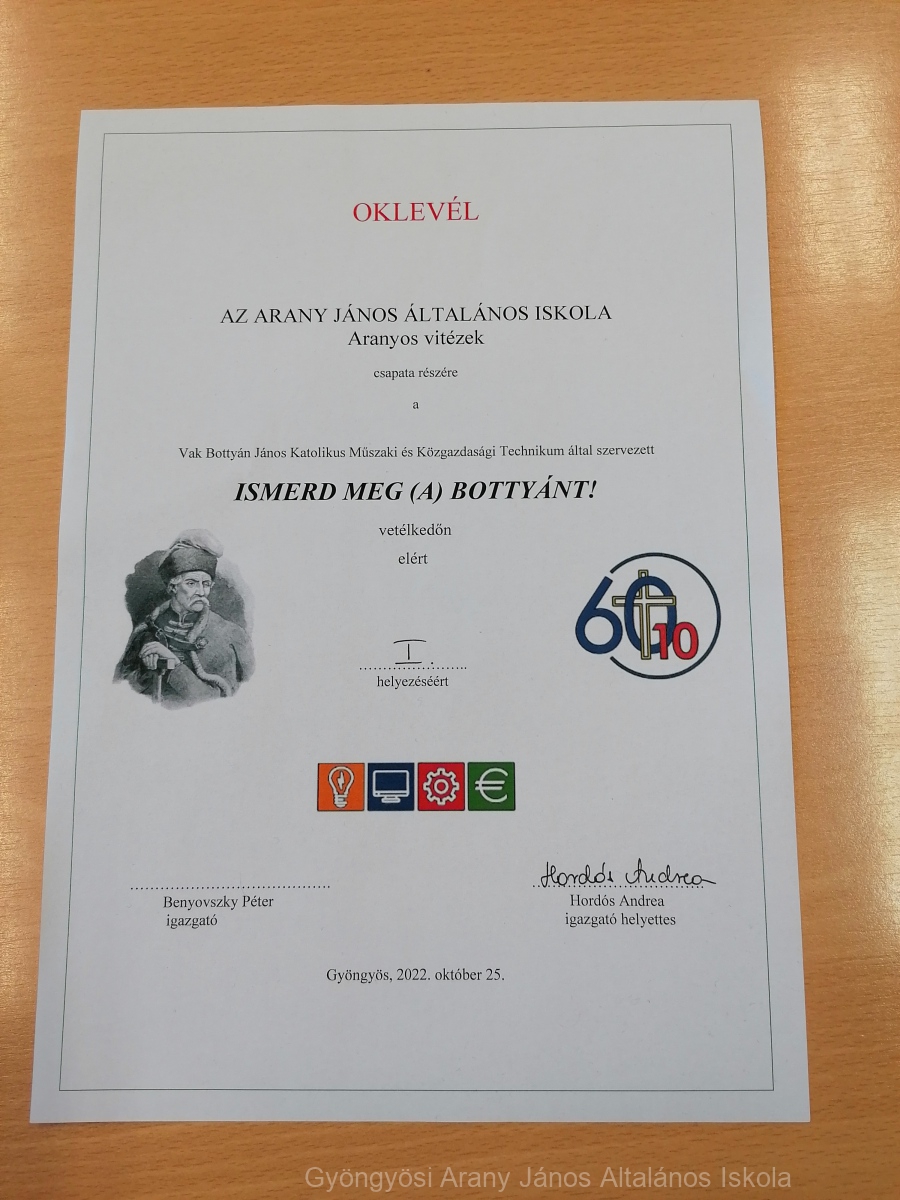 OKLEVÉL
AZ ARANY JÁNOS ÁLTALÁNOS ISKOLA
Aranyos vitézek
csapata részére
a
Vak Bottyán János Katolikus Műszaki és Közgazdasági Technikum által szervezett
ISMERD MEG (A) BOTTYÁNT!
vetélkedőn
elért
60
10
I.
helyezéséért
€
Hordós Andrea
Benyovszky Péter
igazgató
Hordós Andrea
igazgató helyettes
Gyöngyös, 2022. október 25.
Gyöngyösi Arany János Altalános Iskola